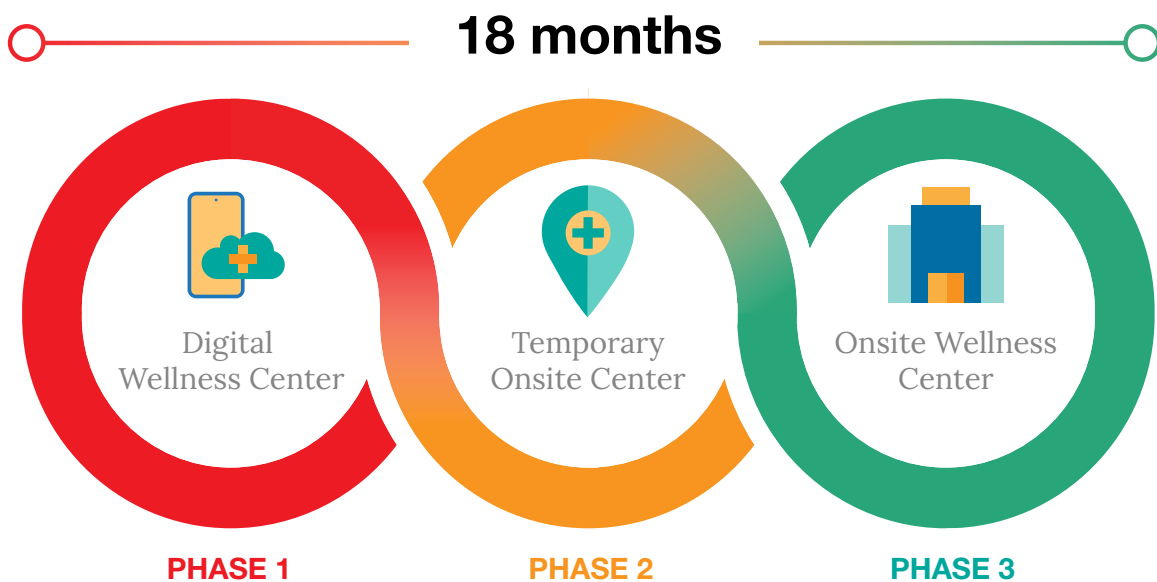 18 months
Digital
Wellness Center
Temporary
Onsite Center
Onsite Wellness
Center
PHASE 1
PHASE 2
PHASE 3